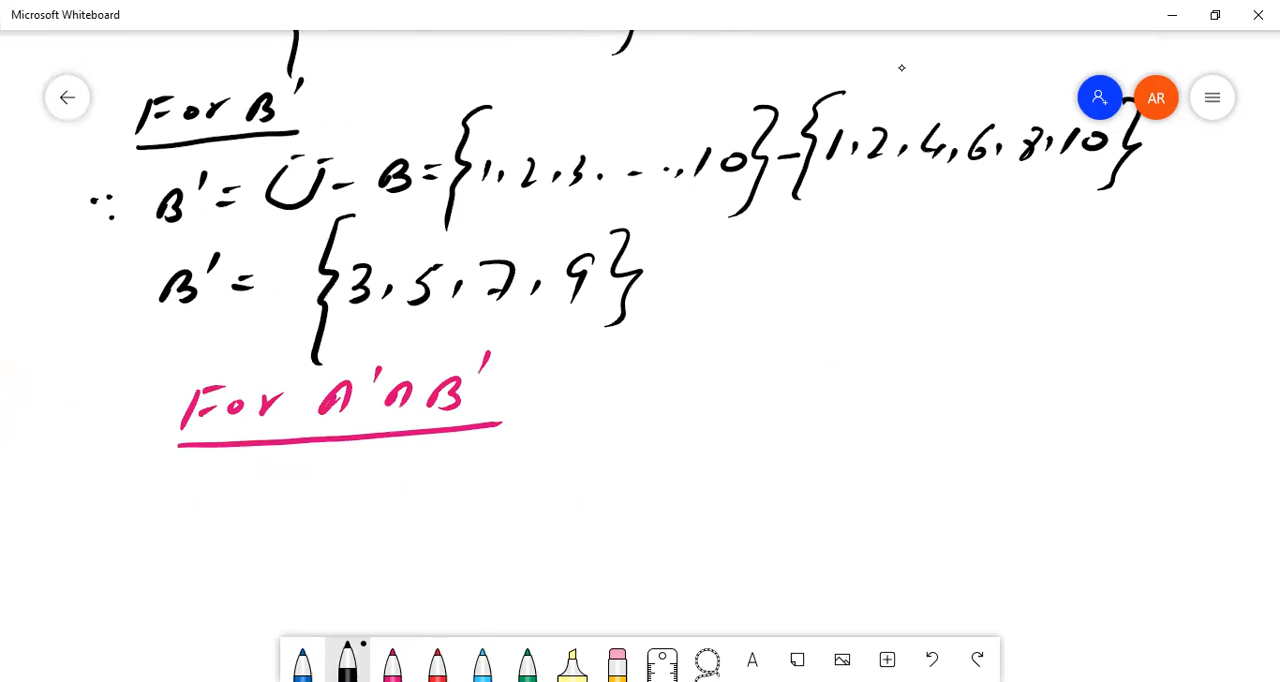 Microsoft Whiteboard
AR
For B'
∵ B' = U - B = {1, 2, 3, ..., 10} - {1, 2, 4, 6, 8, 10}
B' = {3, 5, 7, 9}
For A'∩B'